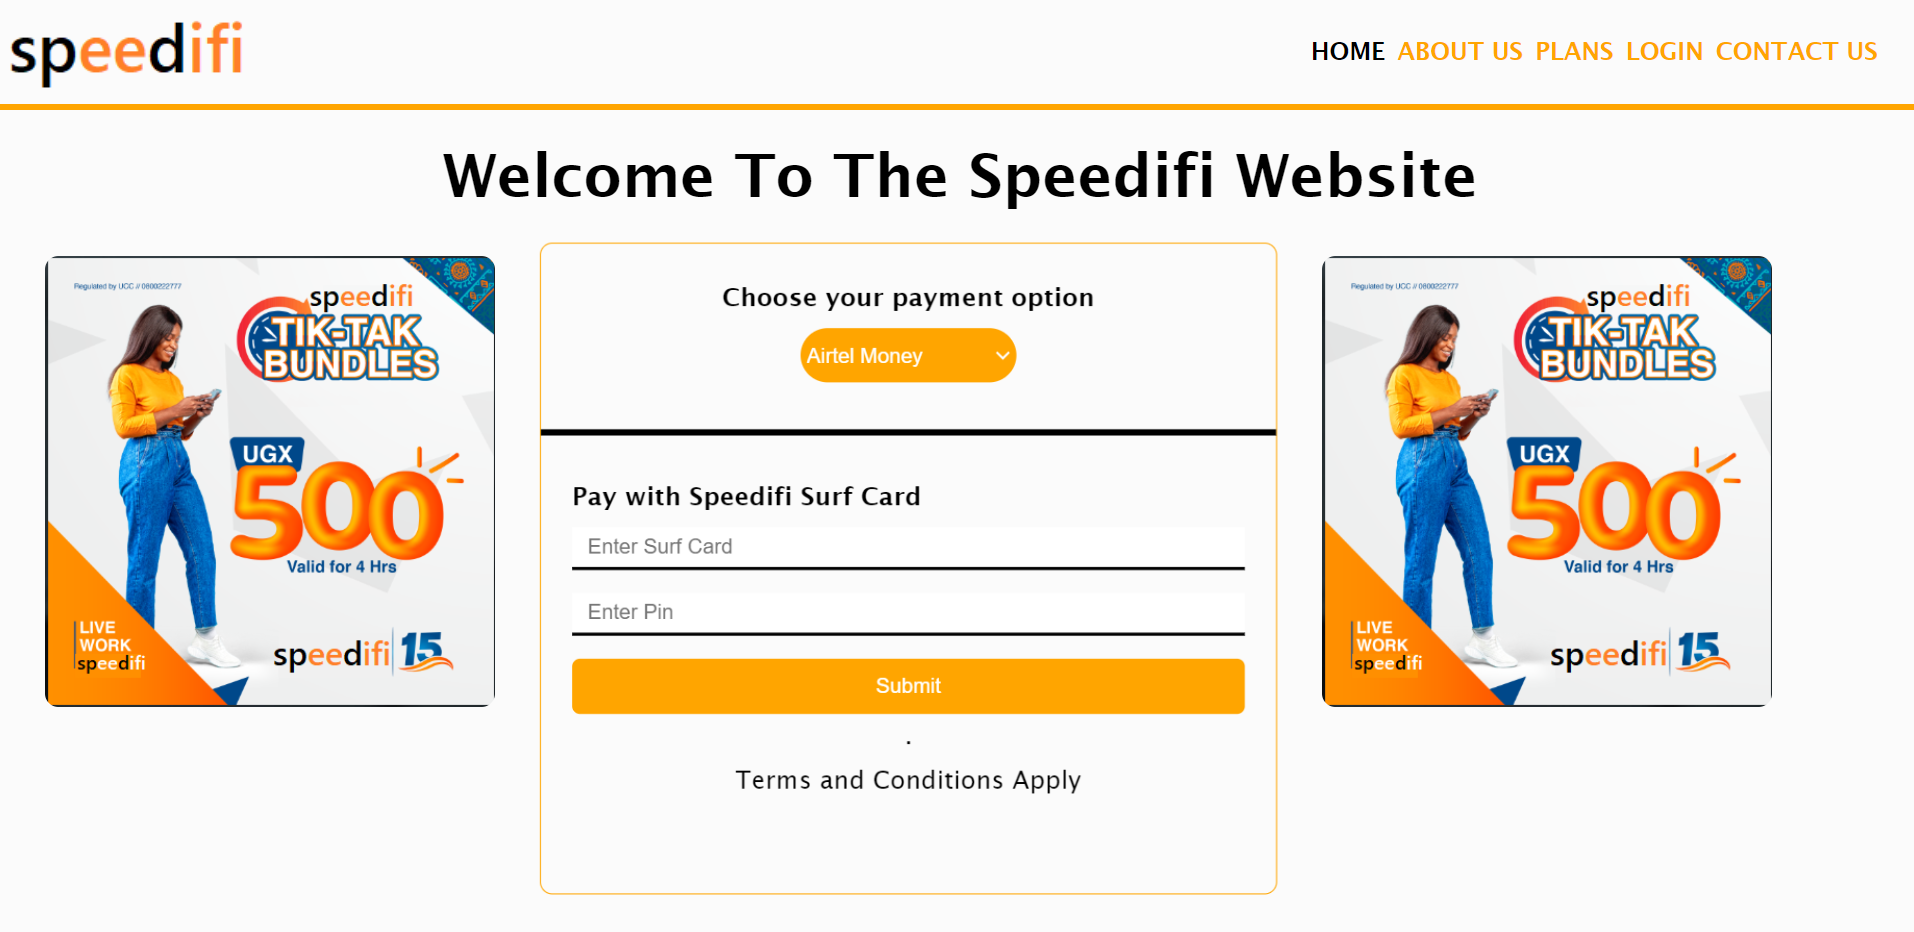 speedifi
HOME ABOUT US PLANS LOGIN CONTACT US
Welcome To The Speedifi Website
Regulated by UCC // 0800222777
speedifi
TIK-TAK
BUNDLES
UGX
500
Valid for 4 Hrs
LIVE
WORK
speedifi
speedifi 15
Choose your payment option
Airtel Money
Pay with Speedifi Surf Card
Enter Surf Card
Enter Pin
Submit
.
Terms and Conditions Apply
Regulated by UCC // 0800222777
speedifi
TIK-TAK
BUNDLES
UGX
500
Valid for 4 Hrs
LIVE
WORK
speedifi
speedifi 15